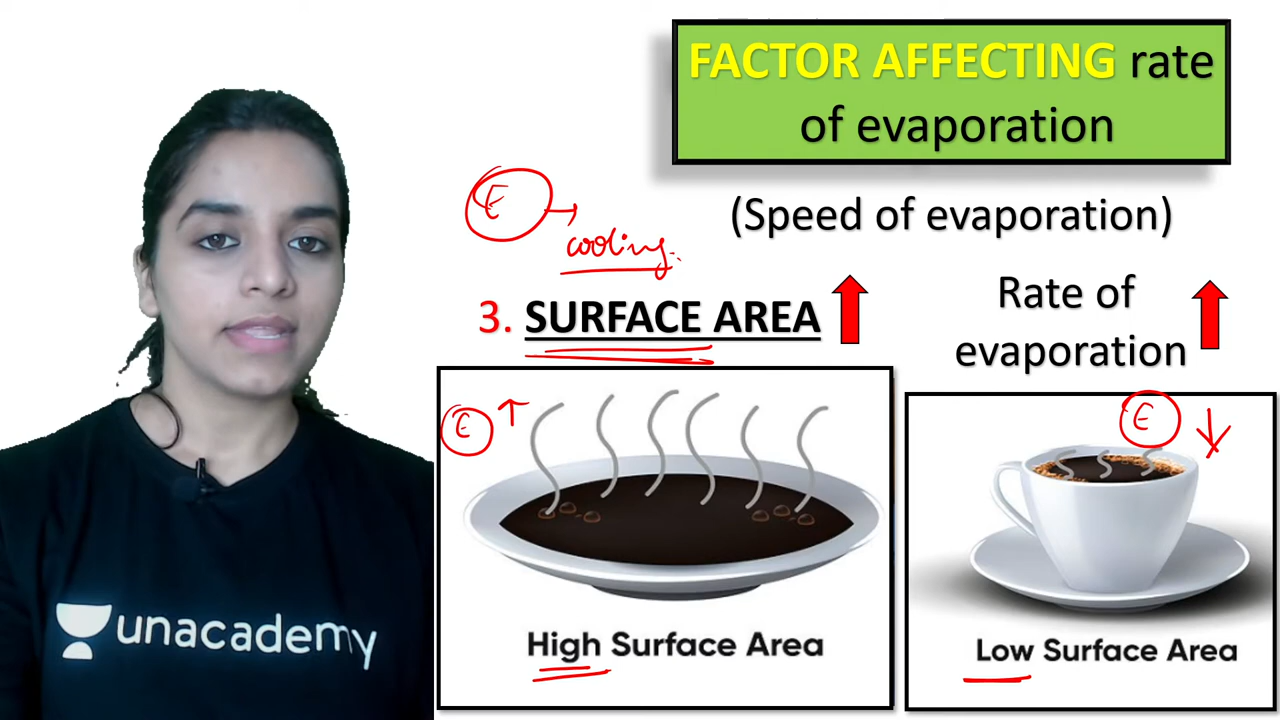 FACTOR AFFECTING rate
of evaporation
(Speed of evaporation)
E →
cooling
3. SURFACE AREA
Rate of
evaporation
E ↑
E ↓
High Surface Area
Low Surface Area
unacademy